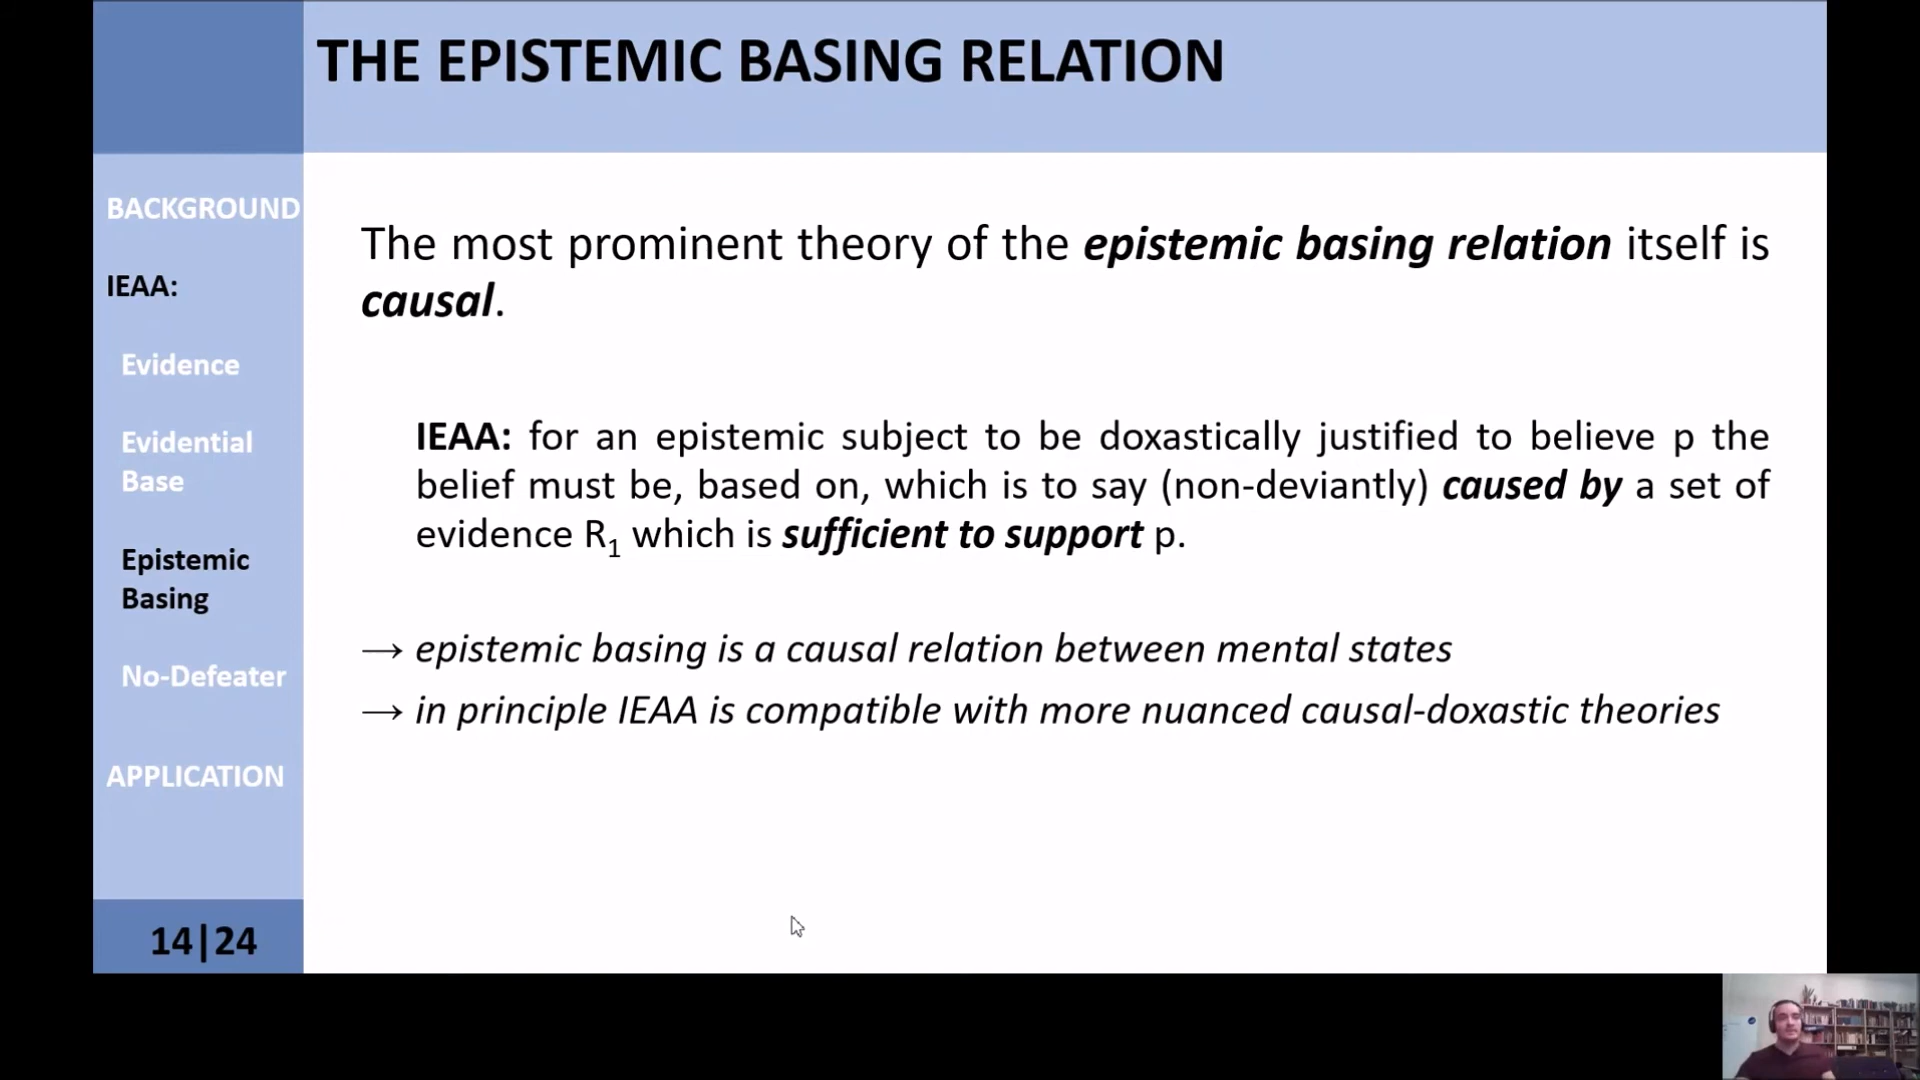 THE EPISTEMIC BASING RELATION
BACKGROUND
IEAA:
Evidence
Evidential
Base
Epistemic
Basing
No-Defeater
APPLICATION
14|24
The most prominent theory of the epistemic basing relation itself is
causal.
IEAA: for an epistemic subject to be doxastically justified to believe p the
belief must be, based on, which is to say (non-deviantly) caused by a set of
evidence R₁ which is sufficient to support p.
→ epistemic basing is a causal relation between mental states
→ in principle IEAA is compatible with more nuanced causal-doxastic theories